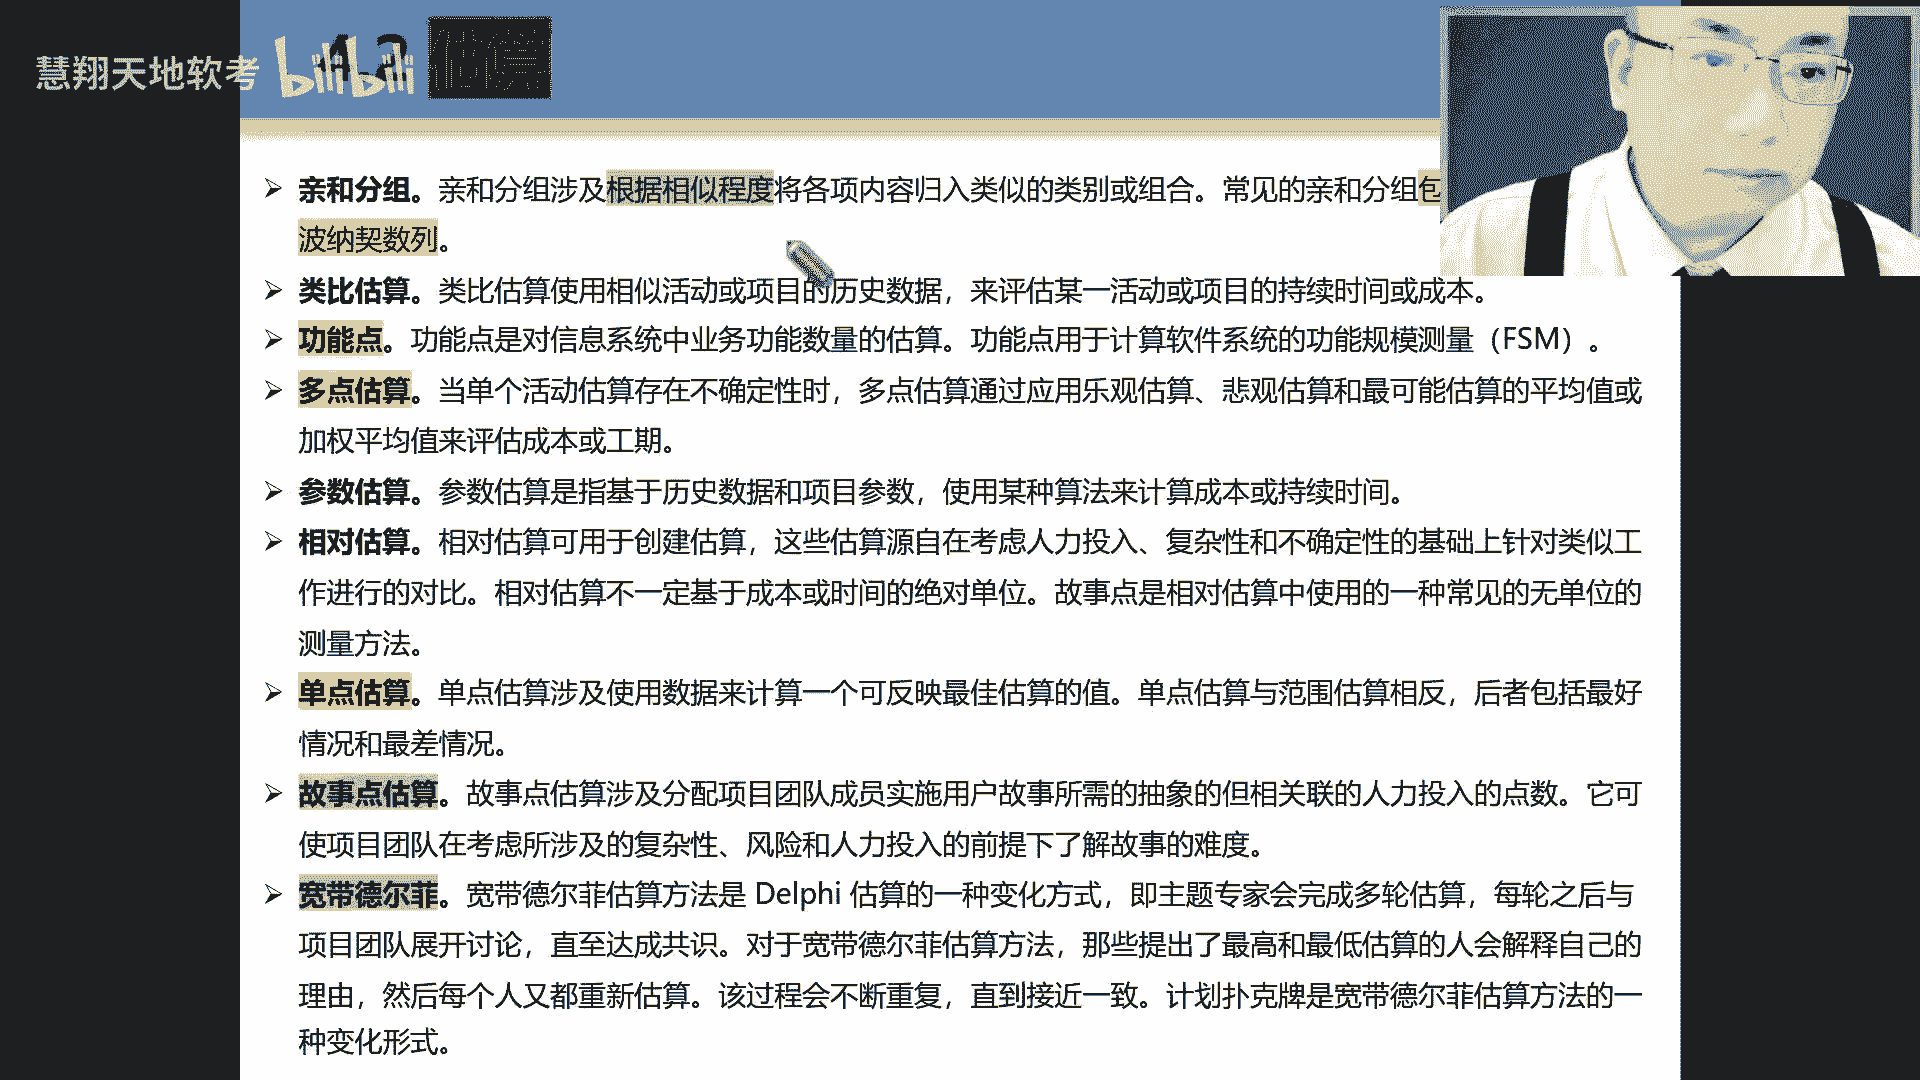 慧翔天地软考
bilibili
估算
亲和分组。亲和分组涉及根据相似程度将各项内容归入类似的类别或组合。常见的亲和分组包
波纳契数列。
类比估算。类比估算使用相似活动或项目的历史数据，来评估某一活动或项目的持续时间或成本。
功能点。功能点是对信息系统中业务功能数量的估算。功能点用于计算软件系统的功能规模测量（FSM）。
多点估算。当单个活动估算存在不确定性时，多点估算通过应用乐观估算、悲观估算和最可能估算的平均值或
加权平均值来评估成本或工期。
参数估算。参数估算是指基于历史数据和项目参数，使用某种算法来计算成本或持续时间。
相对估算。相对估算可用于创建估算，这些估算源自在考虑人力投入、复杂性和不确定性的基础上针对类似工
作进行的对比。相对估算不一定基于成本或时间的绝对单位。故事点是相对估算中使用的一种常见的无单位的
测量方法。
单点估算。单点估算涉及使用数据来计算一个可反映最佳估算的值。单点估算与范围估算相反，后者包括最好
情况和最差情况。
故事点估算。故事点估算涉及分配项目团队成员实施用户故事所需的抽象的但相关联的人力投入的点数。它可
使项目团队在考虑所涉及的复杂性、风险和人力投入的前提下了解故事的难度。
宽带德尔菲。宽带德尔菲估算方法是 Delphi 估算的一种变化方式，即主题专家会完成多轮估算，每轮之后与
项目团队展开讨论，直至达成共识。对于宽带德尔菲估算方法，那些提出了最高和最低估算的人会解释自己的
理由，然后每个人又都重新估算。该过程会不断重复，直到接近一致。计划扑克牌是宽带德尔菲估算方法的一
种变化形式。